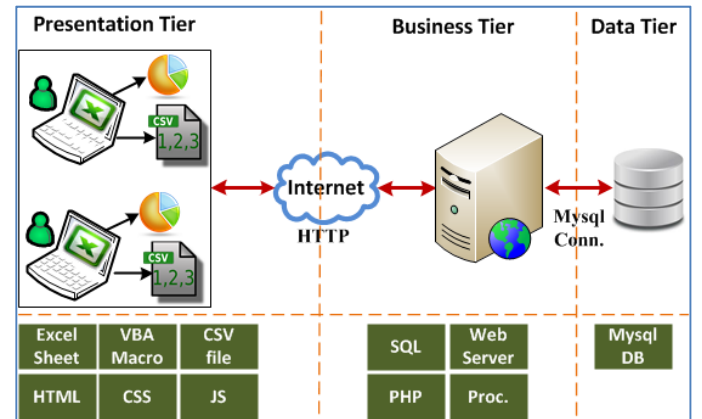 Presentation Tier
Business Tier
Data Tier
CSV
1,2,3
CSV
1,2,3
Internet
HTTP
Mysql
Conn.
Excel
Sheet
VBA
Macro
CSV
file
HTML
CSS
JS
SQL
Web
Server
PHP
Proc.
Mysql
DB